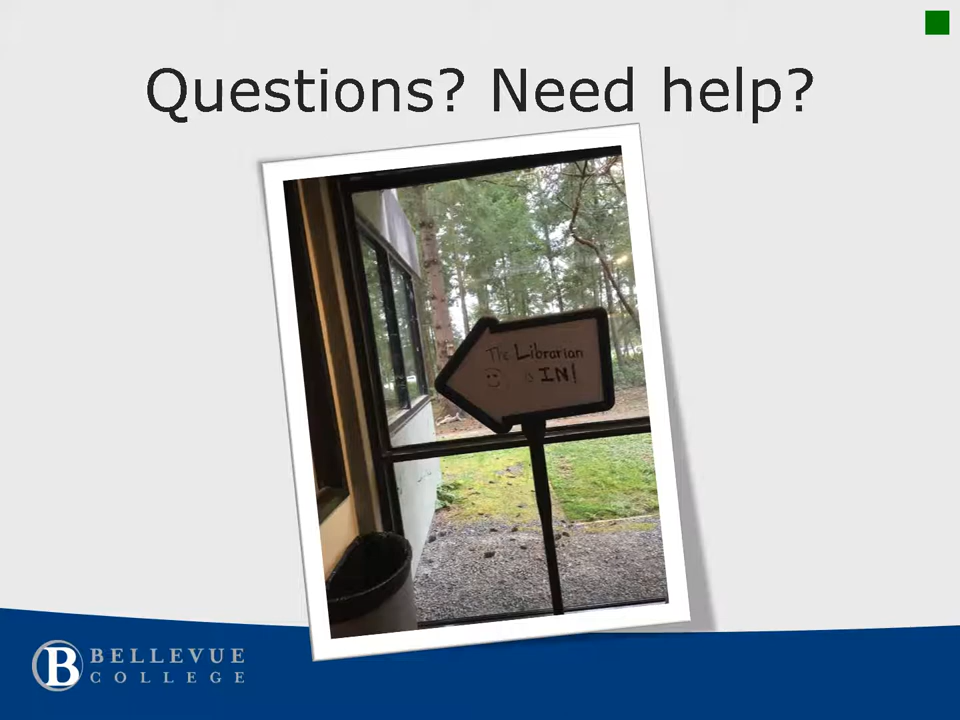 Questions? Need help?
The Librarian
is IN!
B BELLEVUE
COLLEGE